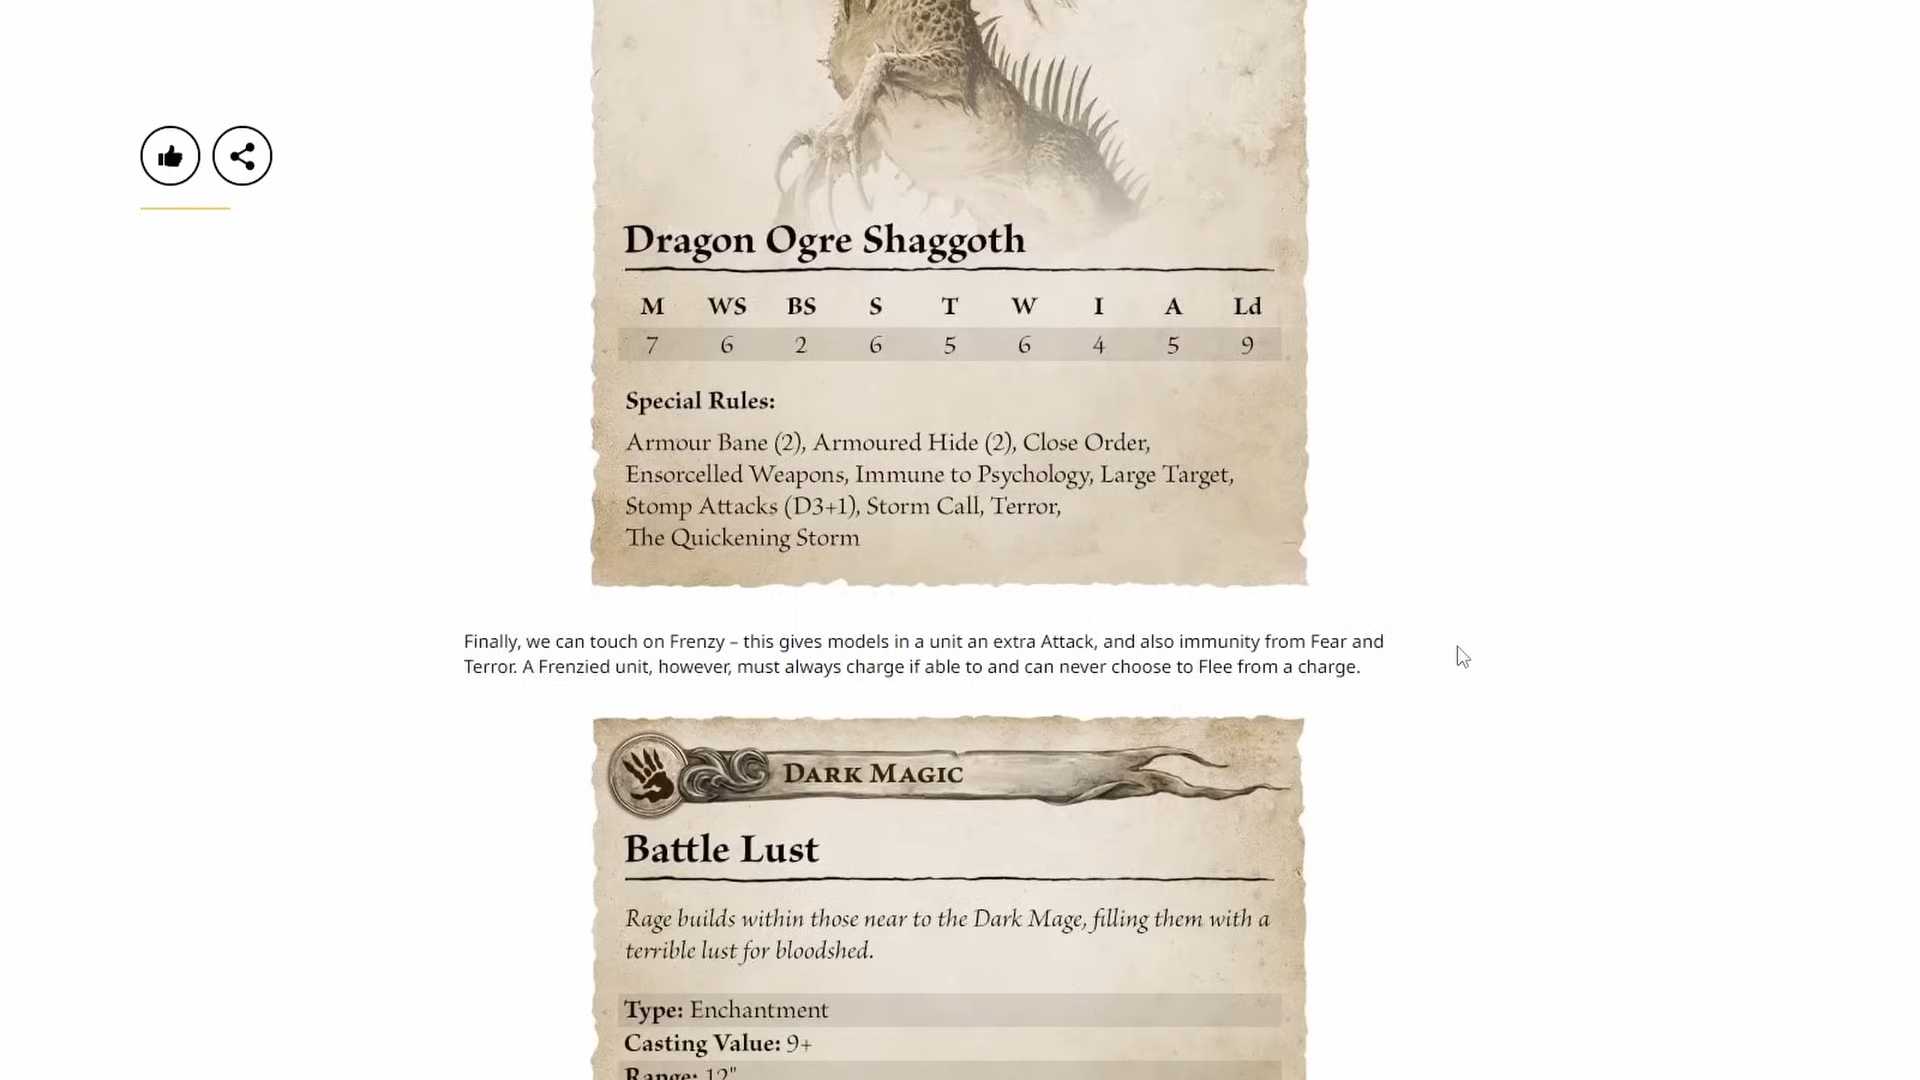 Dragon Ogre Shaggoth
M WS BS S T W I A Ld
7 6 2 6 5 6 4 5 9
Special Rules:
Armour Bane (2), Armoured Hide (2), Close Order,
Ensorcelled Weapons, Immune to Psychology, Large Target,
Stomp Attacks (D3+1), Storm Call, Terror,
The Quickening Storm
Finally, we can touch on Frenzy – this gives models in a unit an extra Attack, and also immunity from Fear and
Terror. A Frenzied unit, however, must always charge if able to and can never choose to Flee from a charge.
DARK MAGIC
Battle Lust
Rage builds within those near to the Dark Mage, filling them with a
terrible lust for bloodshed.
Type: Enchantment
Casting Value: 9+
Range: 12"